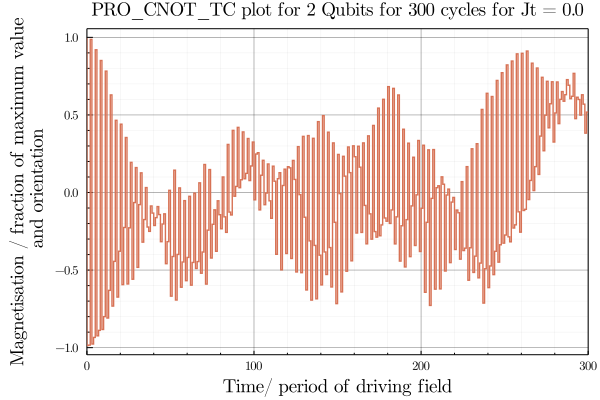 PRO_CNOT_TC plot for 2 Qubits for 300 cycles for Jt = 0.0
Magnetisation / fraction of maximum value
and orientation
1.0
0.5
0.0
−0.5
−1.0
0
100
200
300
Time/ period of driving field